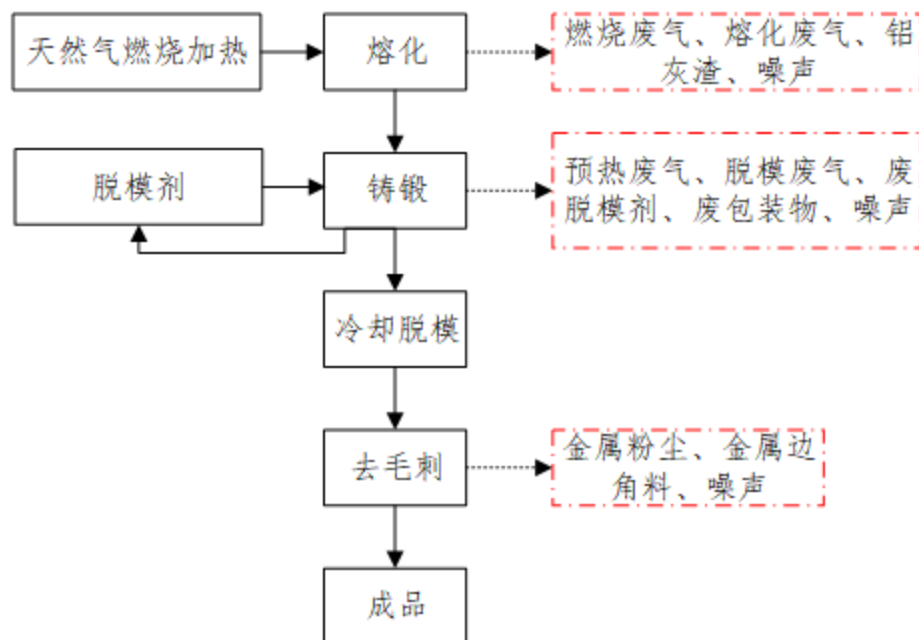 天然气燃烧加热
熔化
燃烧废气、熔化废气、铝
灰渣、噪声
脱模剂
铸锻
预热废气、脱模废气、废
脱模剂、废包装物、噪声
冷却脱模
去毛刺
金属粉尘、金属边
角料、噪声
成品